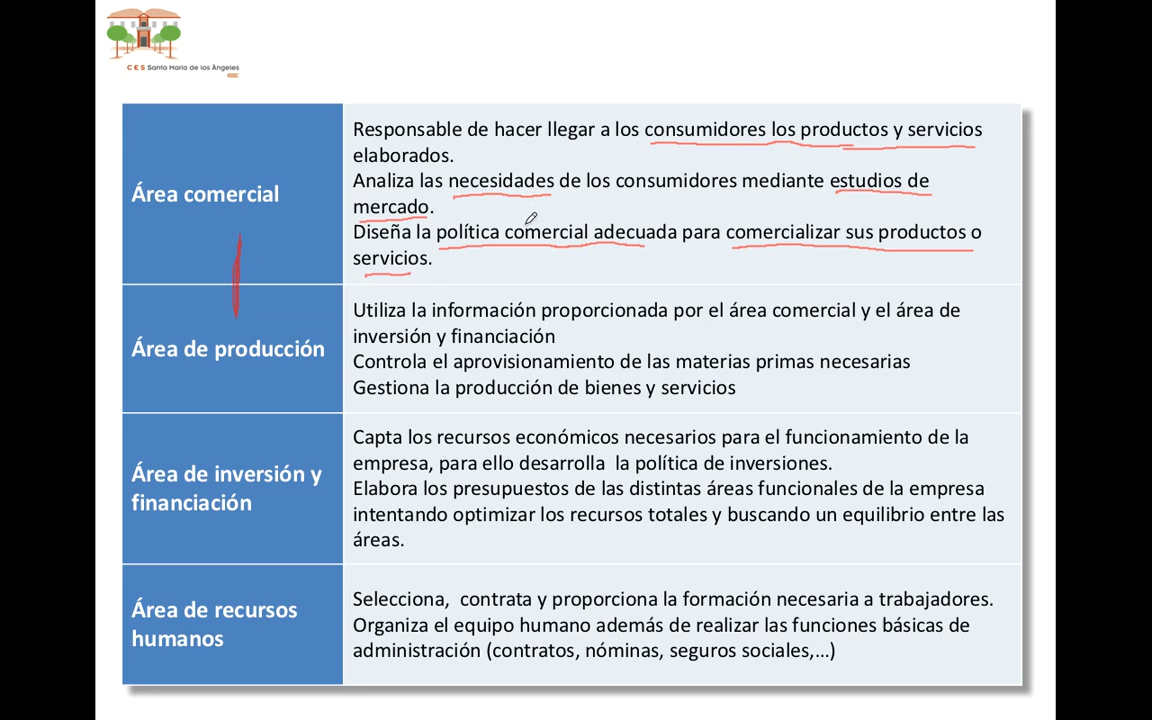 CES Santa María de los Ángeles
Área comercial
Responsable de hacer llegar a los consumidores los productos y servicios
elaborados.
Analiza las necesidades de los consumidores mediante estudios de
mercado.
Diseña la política comercial adecuada para comercializar sus productos o
servicios.
Área de producción
Utiliza la información proporcionada por el área comercial y el área de
inversión y financiación
Controla el aprovisionamiento de las materias primas necesarias
Gestiona la producción de bienes y servicios
Área de inversión y
financiación
Capta los recursos económicos necesarios para el funcionamiento de la
empresa, para ello desarrolla  la política de inversiones.
Elabora los presupuestos de las distintas áreas funcionales de la empresa
intentando optimizar los recursos totales y buscando un equilibrio entre las
áreas.
Área de recursos
humanos
Selecciona,  contrata y proporciona la formación necesaria a trabajadores.
Organiza el equipo humano además de realizar las funciones básicas de
administración (contratos, nóminas, seguros sociales,…)